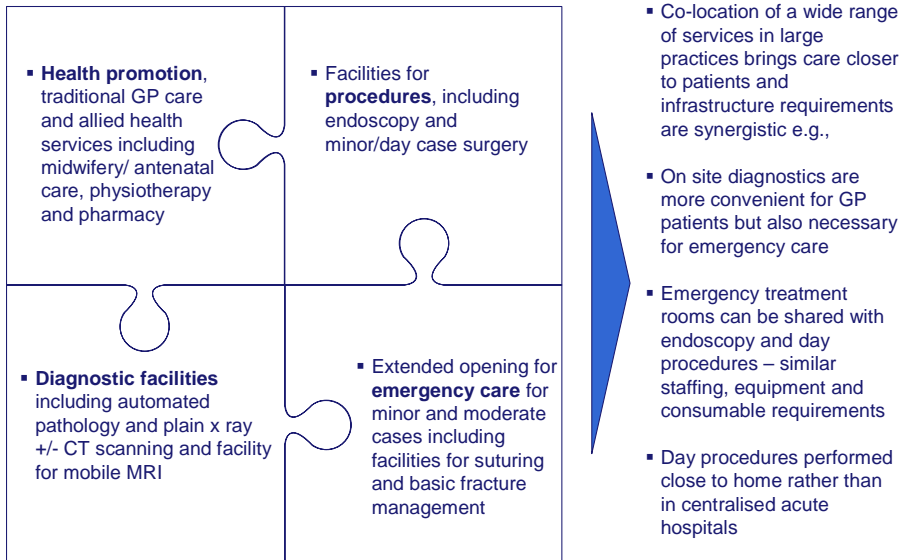 ▪ Health promotion,
traditional GP care
and allied health
services including
midwifery/ antenatal
care, physiotherapy
and pharmacy
▪ Facilities for
procedures, including
endoscopy and
minor/day case surgery
▪ Diagnostic facilities
including automated
pathology and plain x ray
+/- CT scanning and facility
for mobile MRI
▪ Extended opening for
emergency care for
minor and moderate
cases including
facilities for suturing
and basic fracture
management
▪ Co-location of a wide range
of services in large
practices brings care closer
to patients and
infrastructure requirements
are synergistic e.g.,
▪ On site diagnostics are
more convenient for GP
patients but also necessary
for emergency care
▪ Emergency treatment
rooms can be shared with
endoscopy and day
procedures – similar
staffing, equipment and
consumable requirements
▪ Day procedures performed
close to home rather than
in centralised acute
hospitals